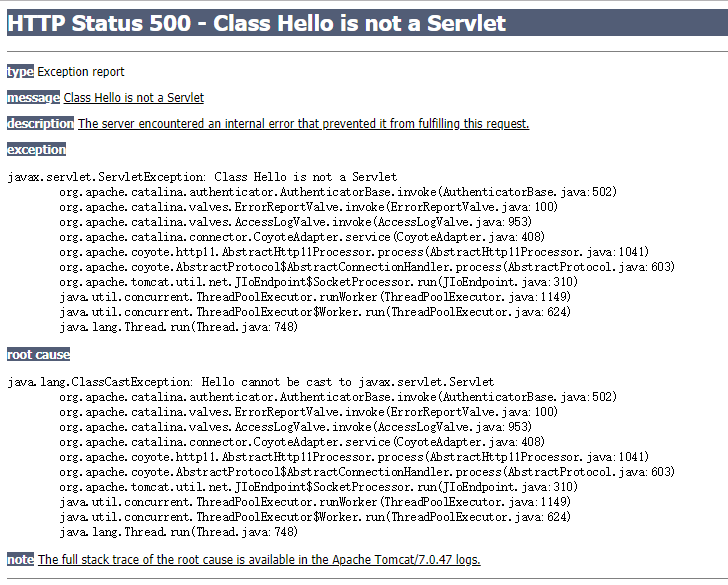 HTTP Status 500 - Class Hello is not a Servlet
type Exception report
message Class Hello is not a Servlet
description The server encountered an internal error that prevented it from fulfilling this request.
exception
javax.servlet.ServletException: Class Hello is not a Servlet
org.apache.catalina.authenticator.AuthenticatorBase.invoke(AuthenticatorBase.java:502)
org.apache.catalina.valves.ErrorReportValve.invoke(ErrorReportValve.java:100)
org.apache.catalina.valves.AccessLogValve.invoke(AccessLogValve.java:953)
org.apache.catalina.connector.CoyoteAdapter.service(CoyoteAdapter.java:408)
org.apache.coyote.http11.AbstractHttp11Processor.process(AbstractHttp11Processor.java:1041)
org.apache.coyote.AbstractProtocol$AbstractConnectionHandler.process(AbstractProtocol.java:603)
org.apache.tomcat.util.net.JIoEndpoint$SocketProcessor.run(JIoEndpoint.java:310)
java.util.concurrent.ThreadPoolExecutor.runWorker(ThreadPoolExecutor.java:1149)
java.util.concurrent.ThreadPoolExecutor$Worker.run(ThreadPoolExecutor.java:624)
java.lang.Thread.run(Thread.java:748)
root cause
java.lang.ClassCastException: Hello cannot be cast to javax.servlet.Servlet
org.apache.catalina.authenticator.AuthenticatorBase.invoke(AuthenticatorBase.java:502)
org.apache.catalina.valves.ErrorReportValve.invoke(ErrorReportValve.java:100)
org.apache.catalina.valves.AccessLogValve.invoke(AccessLogValve.java:953)
org.apache.catalina.connector.CoyoteAdapter.service(CoyoteAdapter.java:408)
org.apache.coyote.http11.AbstractHttp11Processor.process(AbstractHttp11Processor.java:1041)
org.apache.coyote.AbstractProtocol$AbstractConnectionHandler.process(AbstractProtocol.java:603)
org.apache.tomcat.util.net.JIoEndpoint$SocketProcessor.run(JIoEndpoint.java:310)
java.util.concurrent.ThreadPoolExecutor.runWorker(ThreadPoolExecutor.java:1149)
java.util.concurrent.ThreadPoolExecutor$Worker.run(ThreadPoolExecutor.java:624)
java.lang.Thread.run(Thread.java:748)
note The full stack trace of the root cause is available in the Apache Tomcat/7.0.47 logs.